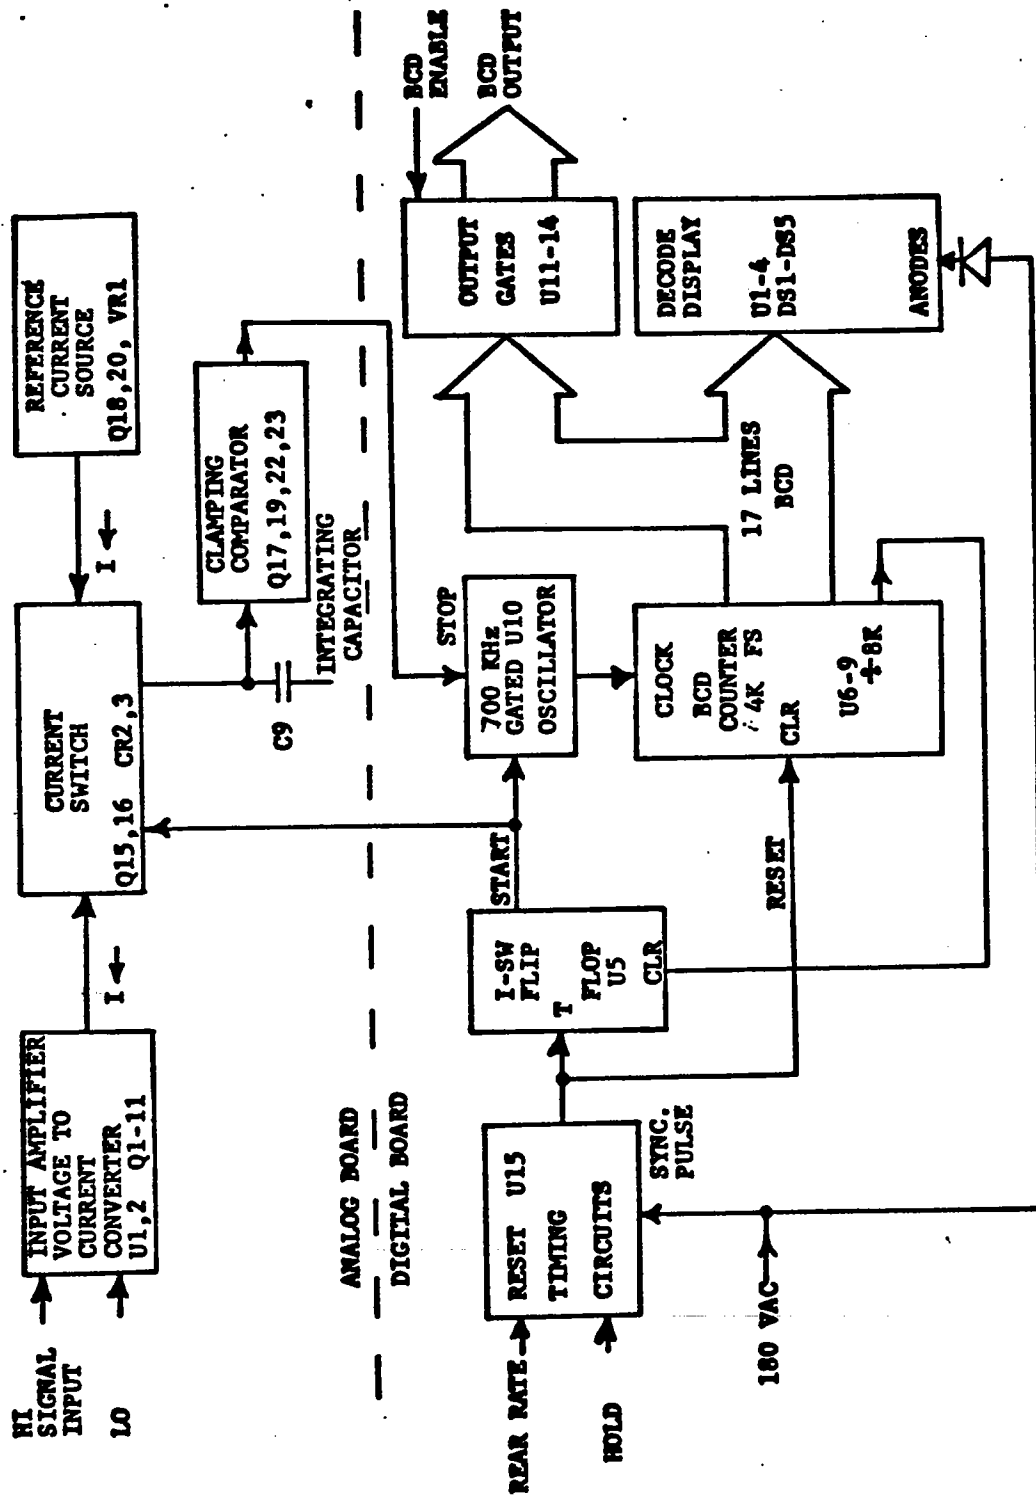 HI
SIGNAL
INPUT
LO
INPUT AMPLIFIER
VOLTAGE TO
CURRENT
CONVERTER
U1,2 Q1-11
I
CURRENT
SWITCH
Q15,16 CR2,3
I
REFERENCE
CURRENT
SOURCE
Q18,20, VR1
CLAMPING
COMPARATOR
Q17,19,22,23
C9
INTEGRATING
CAPACITOR
ANALOG BOARD
DIGITAL BOARD
REAR RATE
HOLD
RESET U15
TIMING
CIRCUITS
SYNC.
PULSE
180 VAC
I-SW
FLIP
T
FLOP
U5
CLR
START
RESET
STOP
700 KHz
GATED U10
OSCILLATOR
CLOCK
BCD
COUNTER
4K FS
CLR
U6-9
÷8K
17 LINES
BCD
OUTPUT
GATES
U11-14
BCD
ENABLE
BCD
OUTPUT
DECODE
DISPLAY
U1-4
DS1-DS5
ANODES